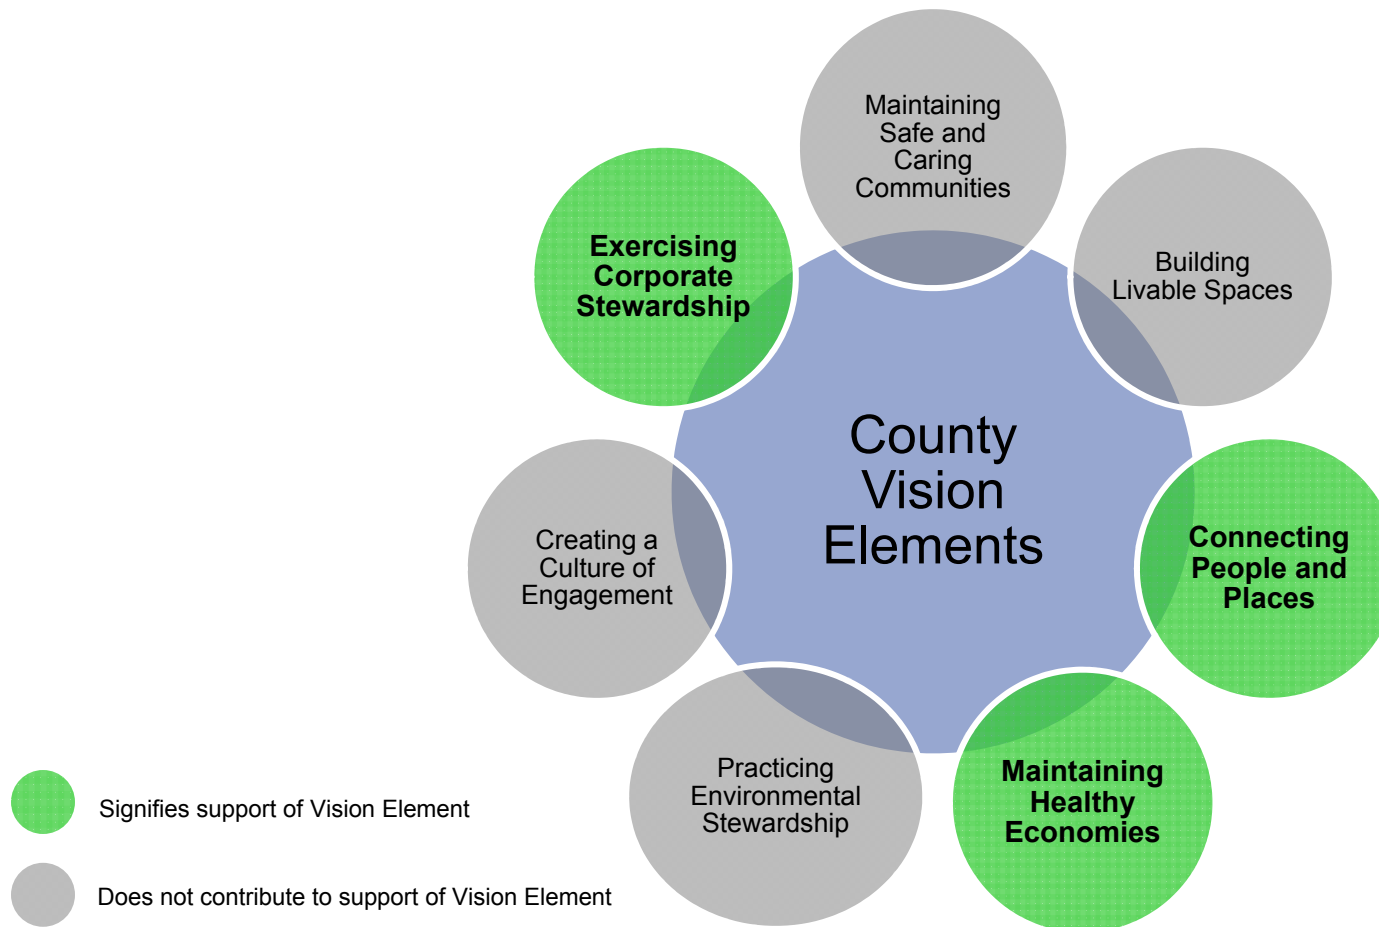 Maintaining
Safe and
Caring
Communities
Building
Livable Spaces
Connecting
People and
Places
Maintaining
Healthy
Economies
Practicing
Environmental
Stewardship
Creating a
Culture of
Engagement
Exercising
Corporate
Stewardship
County
Vision
Elements
Signifies support of Vision Element
Does not contribute to support of Vision Element